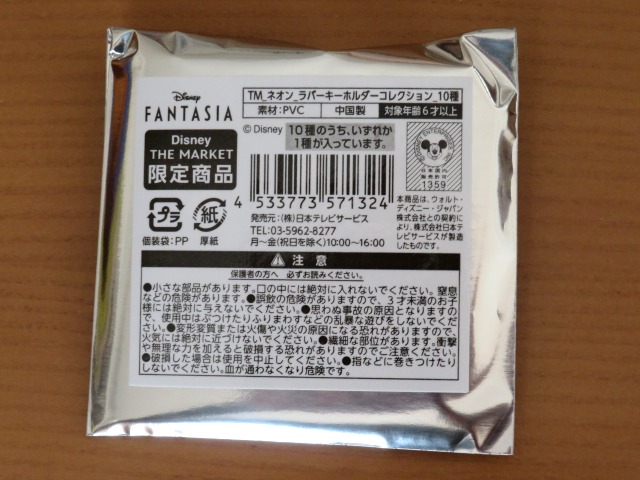 Disney
FANTASIA
Disney
THE MARKET
限定商品
TM_ネオン_ラバーキーホルダーコレクション_10種
素材:PVC
中国製
対象年齢6才以上
©Disney
10種のうち、いずれか
1種が入っています。
4 533773 571324
プラ
紙
個装袋:PP
厚紙
発売元:(株)日本テレビサービス
TEL:03-5962-8277
月〜金(祝日を除く)10:00〜16:00
日本国内
販売許可
1359
本商品は、ウォルト・
ディズニー・ジャパン
株式会社との契約によ
り、株式会社日本テ
レビサービスが製造
したものです。
注意
保護者の方へ 必ずお読みください。
●小さな部品があります。口の中には絶対に入れないでください。窒息
などの危険があります。●誤飲の危険がありますので、3才未満のお子
様には絶対に与えないでください。●思わぬ事故の原因となりますの
で、使用中はぶつけたりふりまわすなどの乱暴な遊びをしないでくだ
さい。●変形変質または火傷や火災の原因になる恐れがありますので、
火気には絶対に近づけないでください。●繊細な部位があります。衝撃
や無理な力を加えると破損する恐れがありますのでご注意ください。
●破損した場合は使用を中止してください。●指などに巻きつけたり
しないでください。血が通わなくなり危険です。